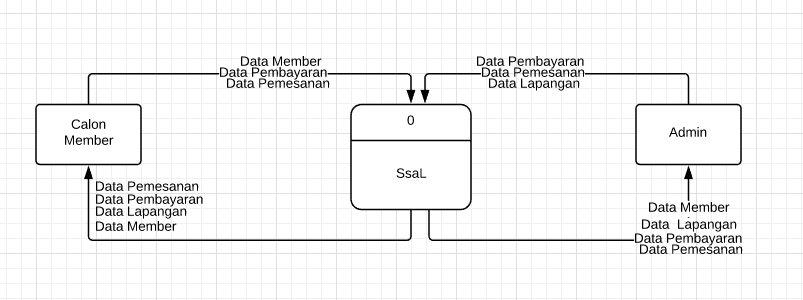 Data Member
Data Pembayaran
Data Pemesanan
Data Pembayaran
Data Pemesanan
Data Lapangan
Calon
Member
0
SsaL
Admin
Data Pemesanan
Data Pembayaran
Data Lapangan
Data Member
Data Member
Data Lapangan
Data Pembayaran
Data Pemesanan